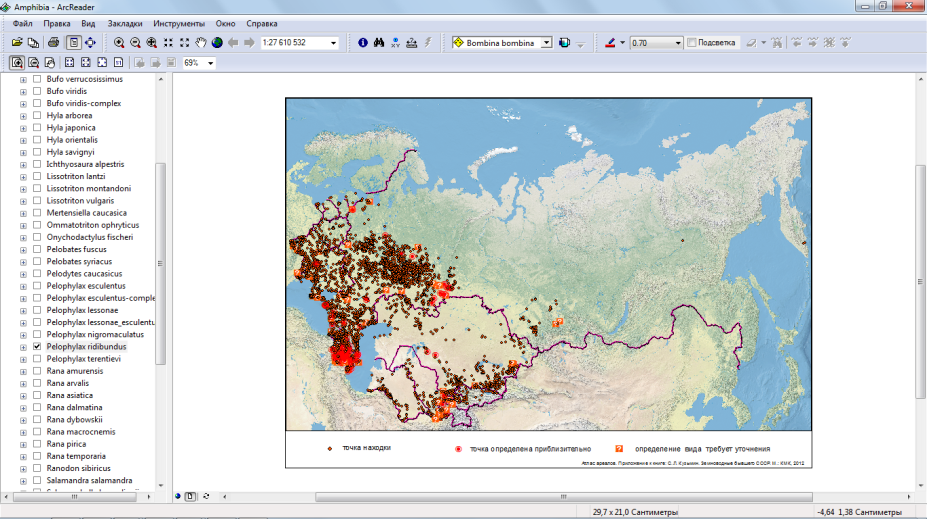 Amphibia - ArcReader
Файл Правка Вид Закладки Инструменты Окно Справка
1:27 610 532
Bombina bombina
0.70
Подсветка
69%
Bufo verrucosissimus
Bufo viridis
Bufo viridis-complex
Hyla arborea
Hyla japonica
Hyla orientalis
Hyla savignyi
Ichthyosaura alpestris
Lissotriton lantzi
Lissotriton montandoni
Lissotriton vulgaris
Mertensiella caucasica
Ommatotriton ophryticus
Onychodactylus fischeri
Pelobates fuscus
Pelobates syriacus
Pelodytes caucasicus
Pelophylax esculentus
Pelophylax esculentus-comple
Pelophylax lessonae
Pelophylax lessonae_esculentu
Pelophylax nigromaculatus
Pelophylax ridibundus
Pelophylax terentievi
Rana amurensis
Rana arvalis
Rana asiatica
Rana dalmatina
Rana dybowskii
Rana macrocnemis
Rana pirica
Rana temporaria
Ranodon sibiricus
Salamandra salamandra
точка находки
точка определена приблизительно
определение вида требует уточнения
Атлас ареалов. Приложение к книге: С.Л. Кузьмин. Земноводные бывшего СССР. М.: КМК, 2012
29,7 x 21,0 Сантиметры
-4,64 1,38 Сантиметры